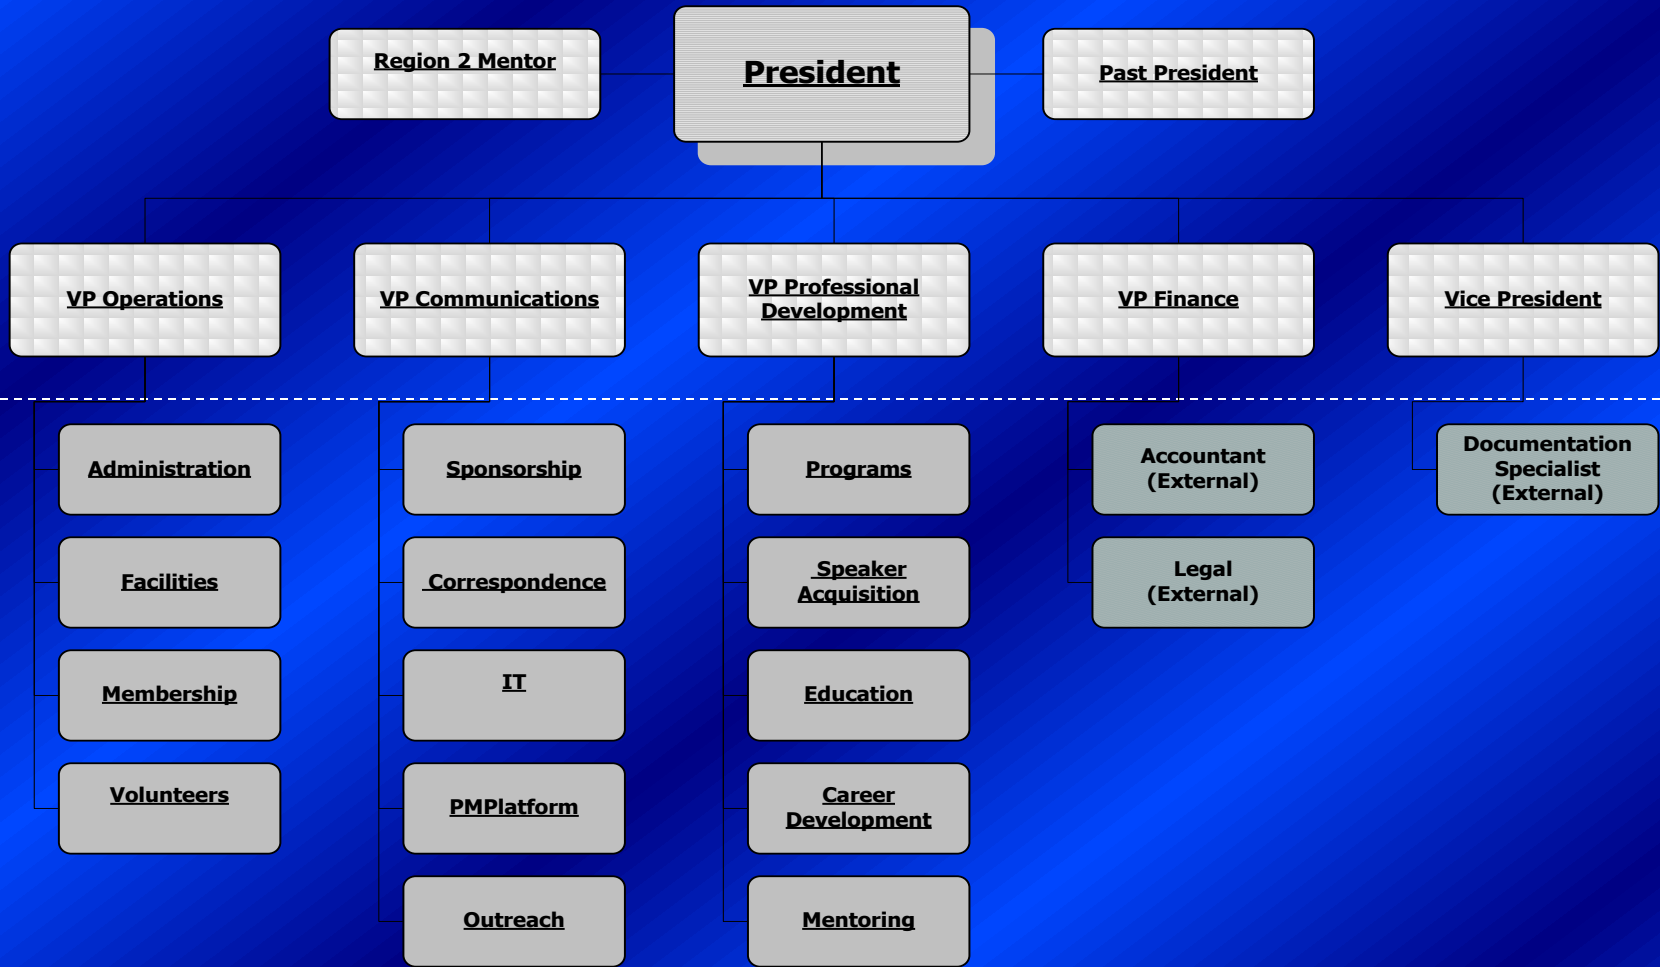 Region 2 Mentor
President
Past President
VP Operations
VP Communications
VP Professional
Development
VP Finance
Vice President
Administration
Facilities
Membership
Volunteers
Sponsorship
Correspondence
IT
PMPlatform
Outreach
Programs
Speaker
Acquisition
Education
Career
Development
Mentoring
Accountant
(External)
Legal
(External)
Documentation
Specialist
(External)